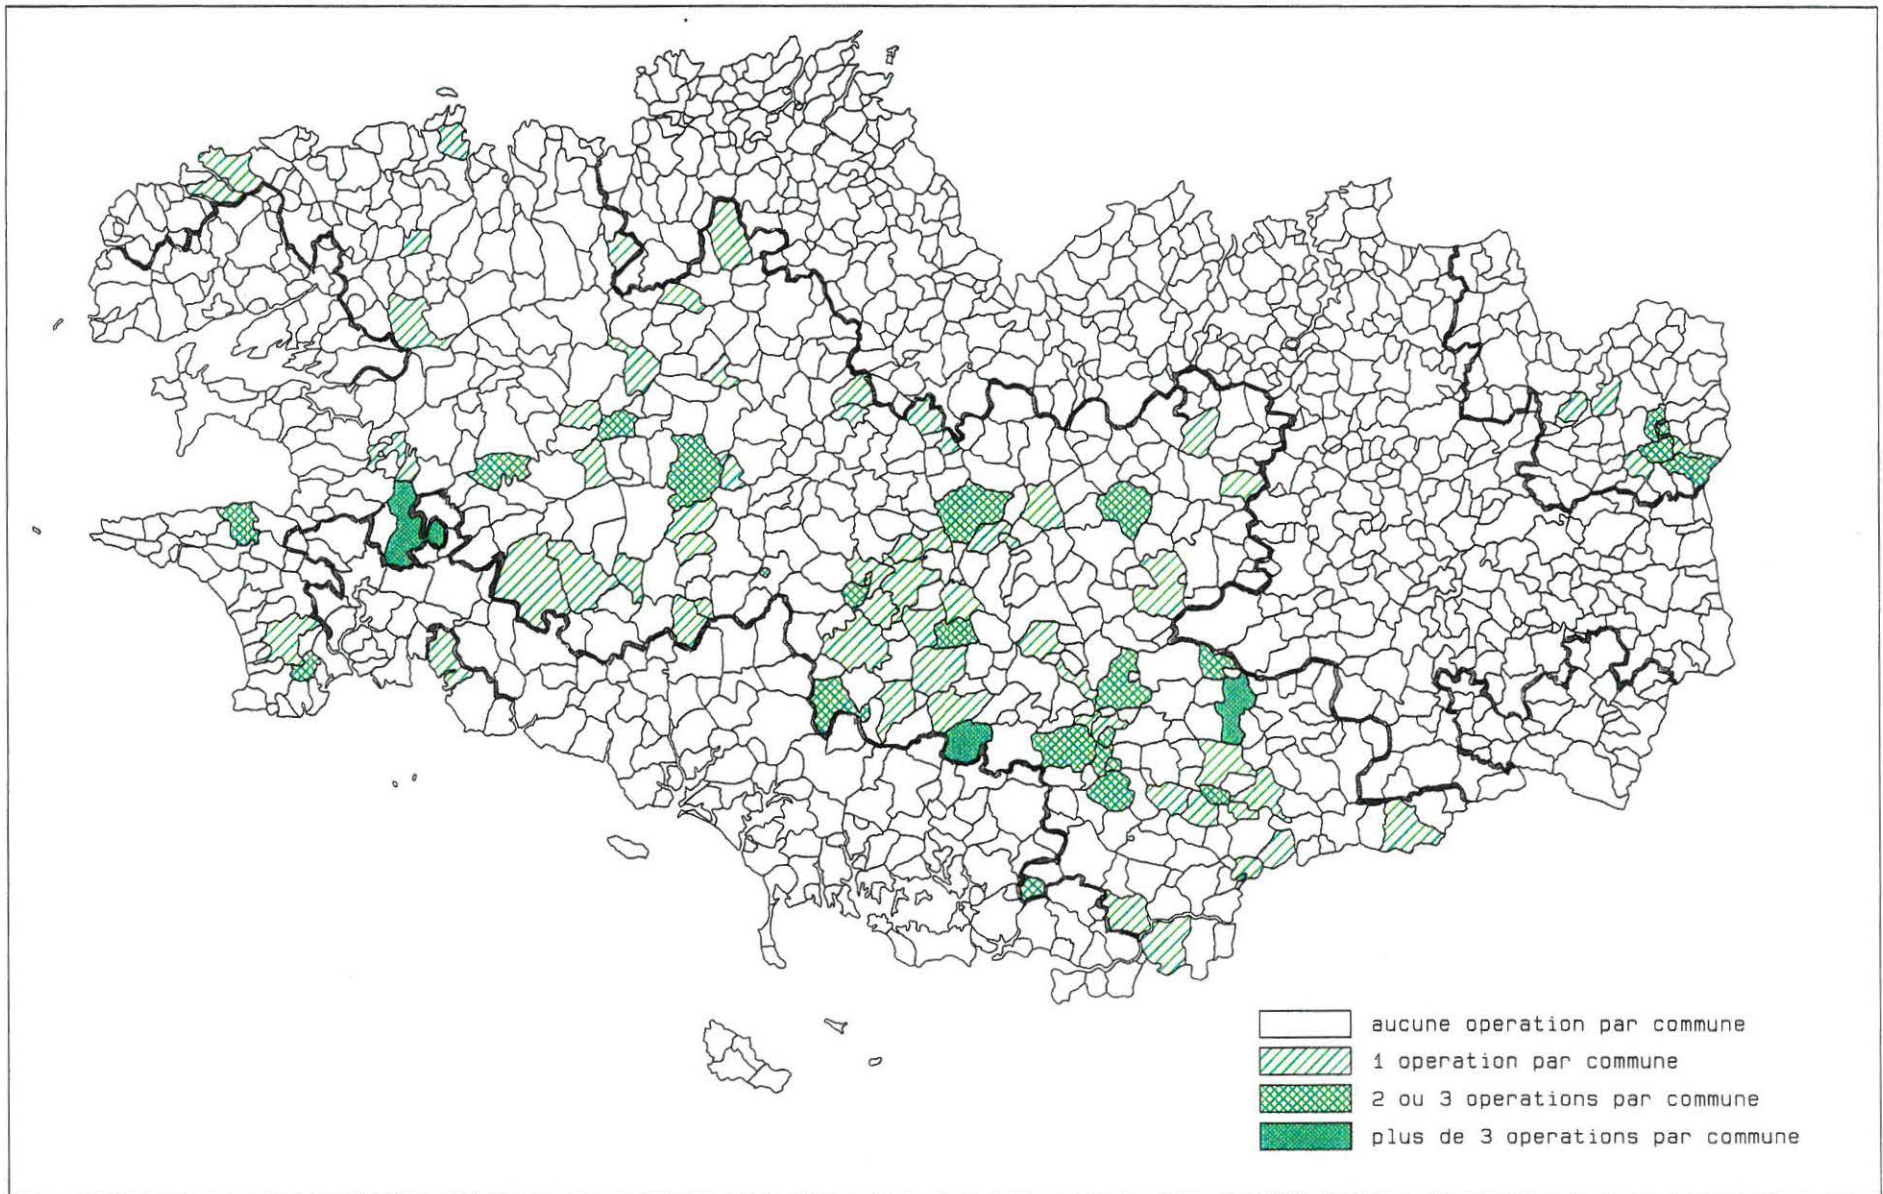 aucune operation par commune
1 operation par commune
2 ou 3 operations par commune
plus de 3 operations par commune